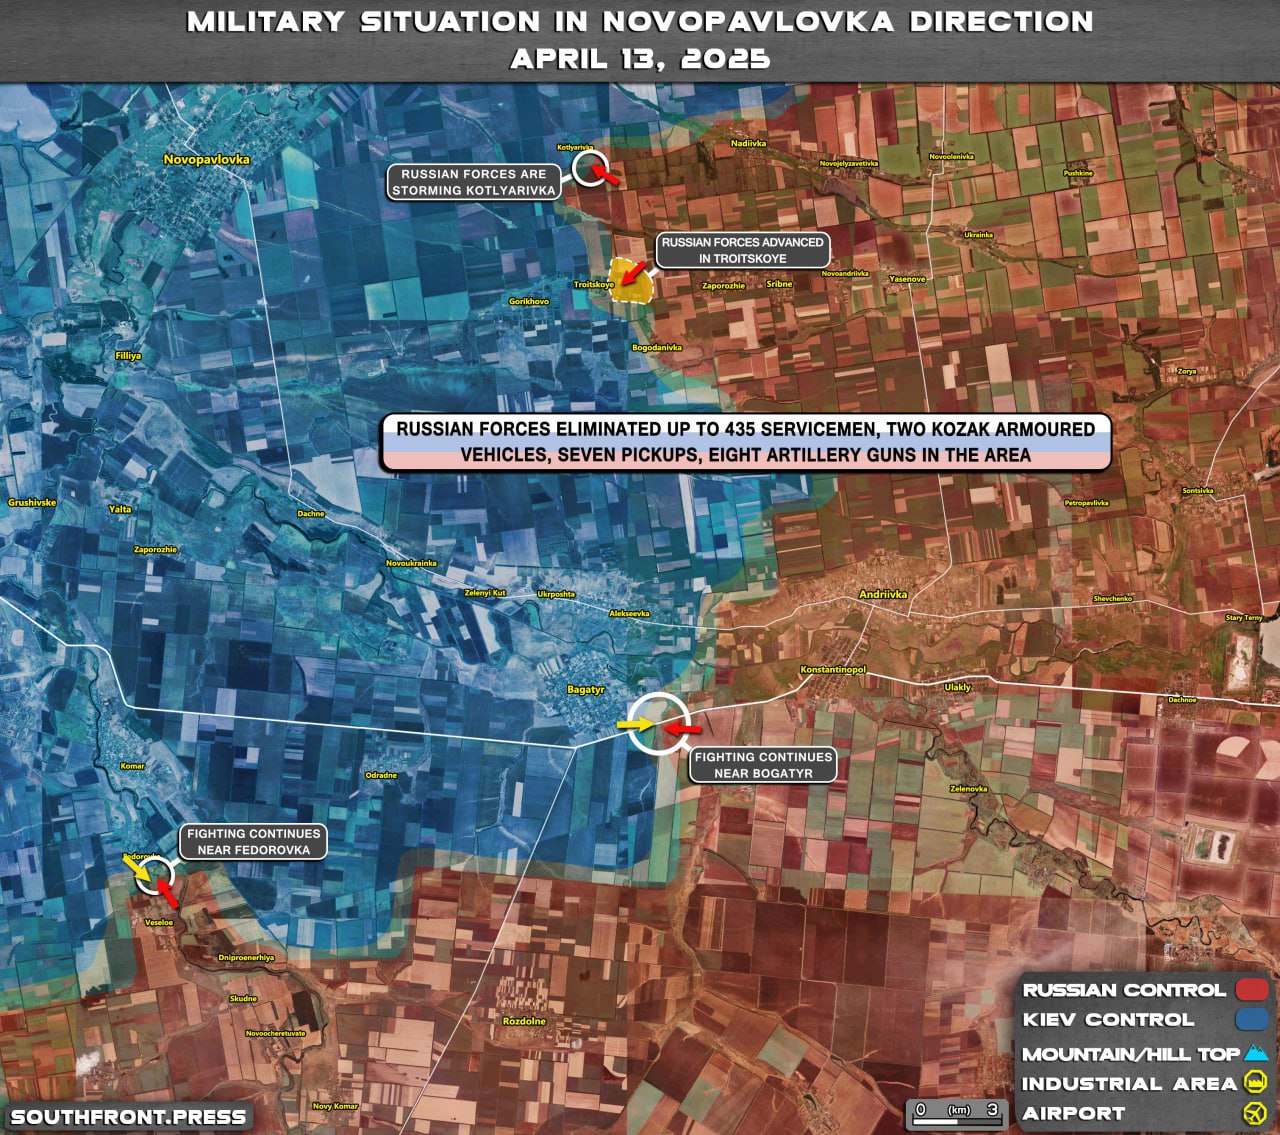 MILITARY SITUATION IN NOVOPAVLOVKA DIRECTION
APRIL 13, 2025
Kotlyarivka
Nadiivka
Novopavlovka
Novojelyzavetivka
Novoolenivka
Pushkine
RUSSIAN FORCES ARE
STORMING KOTLYARIVKA
Ukrainka
RUSSIAN FORCES ADVANCED
IN TROITSKOYE
Troitskoye
Zaporozhie
Sribne
Novoandriivka
Yasenove
Gorikhovo
Bogodanivka
Filliya
Zorya
RUSSIAN FORCES ELIMINATED UP TO 435 SERVICEMEN, TWO KOZAK ARMOURED
VEHICLES, SEVEN PICKUPS, EIGHT ARTILLERY GUNS IN THE AREA
Grushivske
Yalta
Dachne
Petropavlivka
Sontsivka
Zaporozhie
Novoukrainka
Zelenyi Kut
Ukrposhta
Alekseevka
Andriivka
Shevchenko
Stary Terny
Konstantinopol
Bagatyr
Ulakly
Dachnoe
FIGHTING CONTINUES
NEAR BOGATYR
Komar
Odradne
Zelenovka
FIGHTING CONTINUES
NEAR FEDOROVKA
Fedorovka
Veseloe
Dniproenerhiya
Skudne
Novoocheretuvate
Rozdolne
Novy Komar
RUSSIAN CONTROL
KIEV CONTROL
MOUNTAIN/HILL TOP
INDUSTRIAL AREA
AIRPORT
0 (km) 3
SOUTHFRONT.PRESS